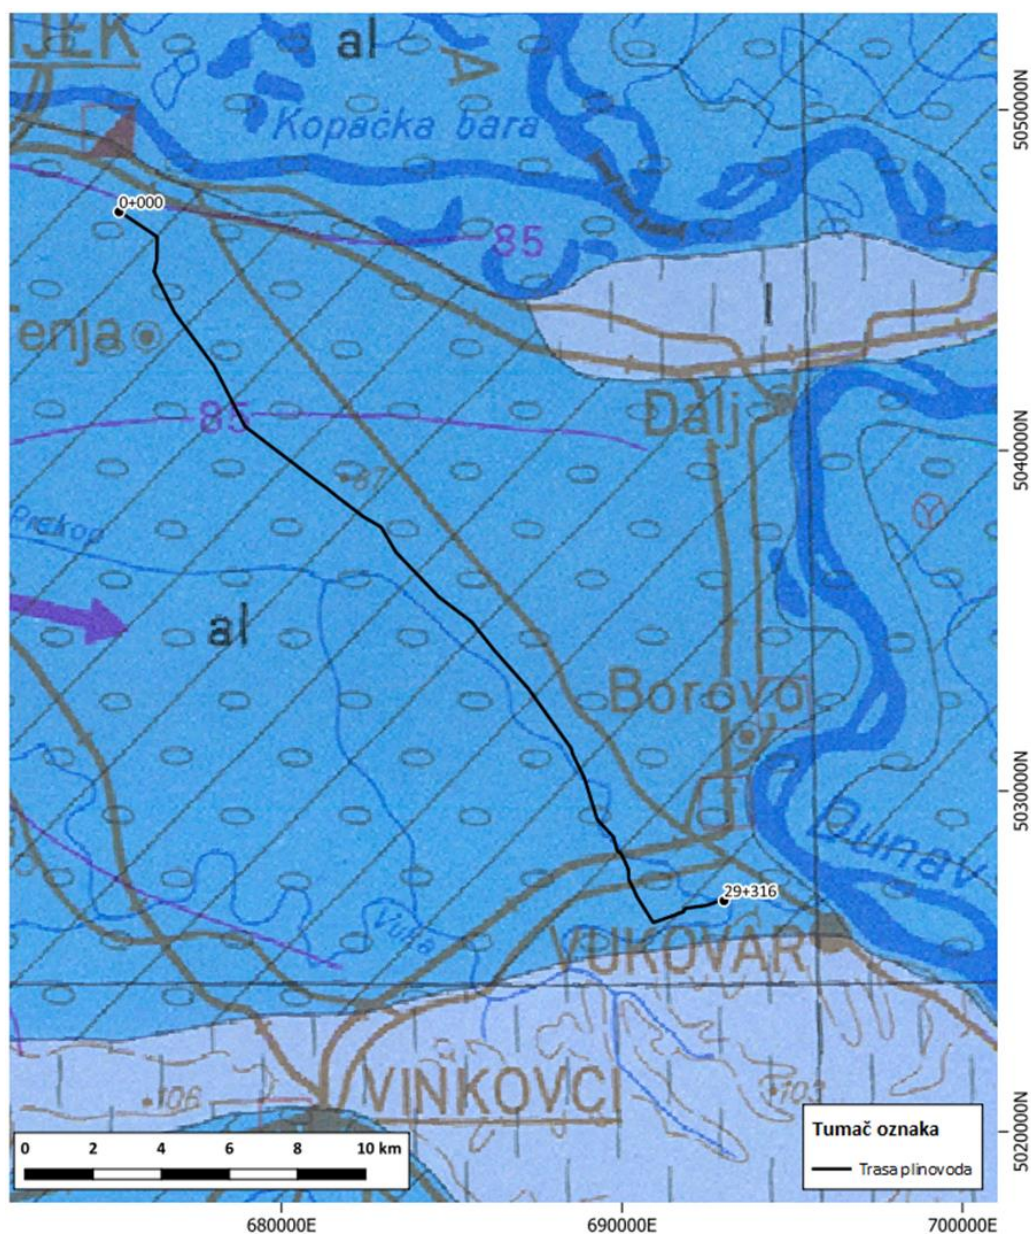 JEK
al
A
Kopačka bara
5050000N
0+000
85
Tenja
l
Dalj
85
5040000N
87
Prekop
al
Borovo
5030000N
Dunav
29+316
Vuka
VUKOVAR
106
VINKOVCI
103
5020000N
0 2 4 6 8 10 km
Tumač oznaka
Trasa plinovoda
680000E 690000E 700000E